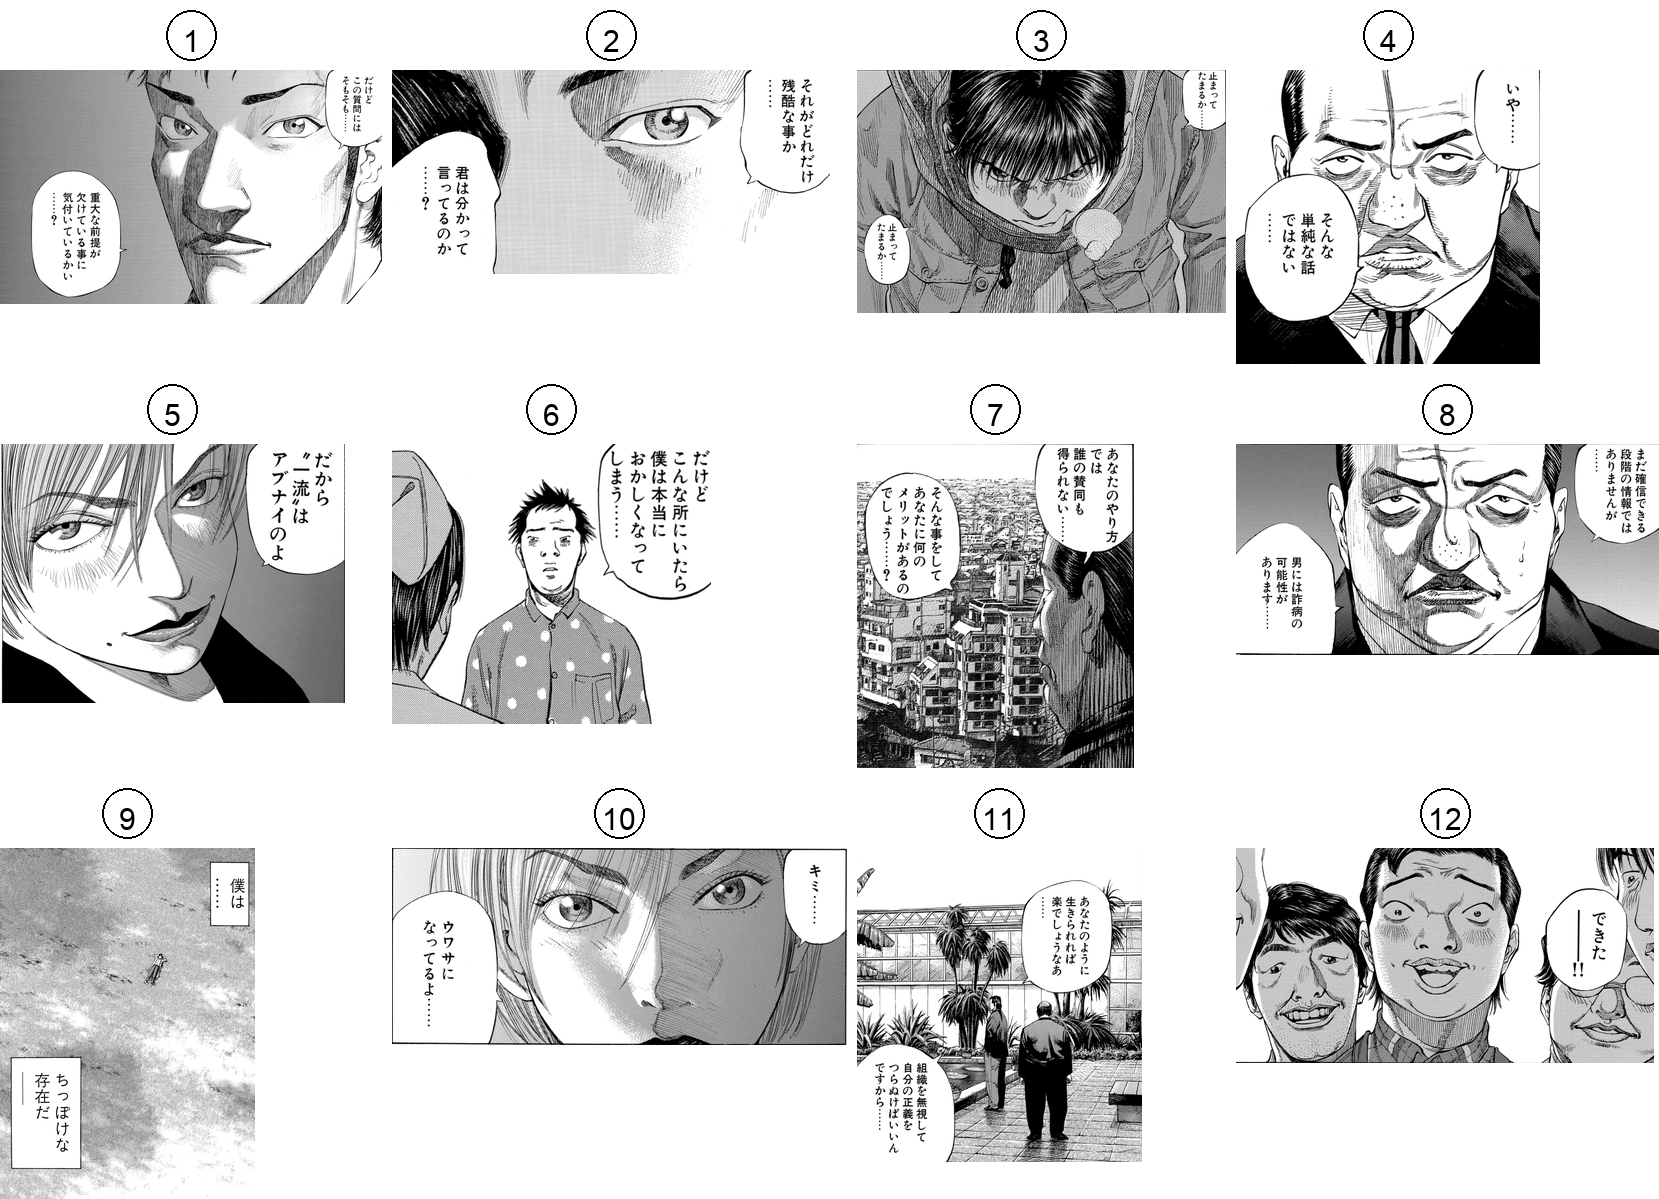 1
だけど
この質問には
そもそも……
重大な前提が
欠けている事に
気付いているかい
……?
2
それがどれだけ
残酷な事か
……
君は分かって
言ってるのか
……?
3
止まって
たまるか…
止まって
たまるか……
4
いや……
そんな
単純な話
ではない
……
5
だから
〝一流〟は
アブナイのよ
6
だけど
こんな所にいたら
僕は本当に
おかしくなって
しまう……
7
あなたのやり方
では
誰の賛同も
得られない……
そんな事をして
あなたに何の
メリットがあるの
でしょう……?
8
まだ確信できる
段階の情報では
ありませんが
……
男には詐病の
可能性が
あります……
9
僕は
……
ちっぽけな
存在だ
――
10
キミ……
ウワサに
なってるよ……
11
あなたのように
生きられれば
楽でしょうなあ
……
組織を無視して
自分の正義を
つらぬけばいいん
ですから……
12
できた
――!!